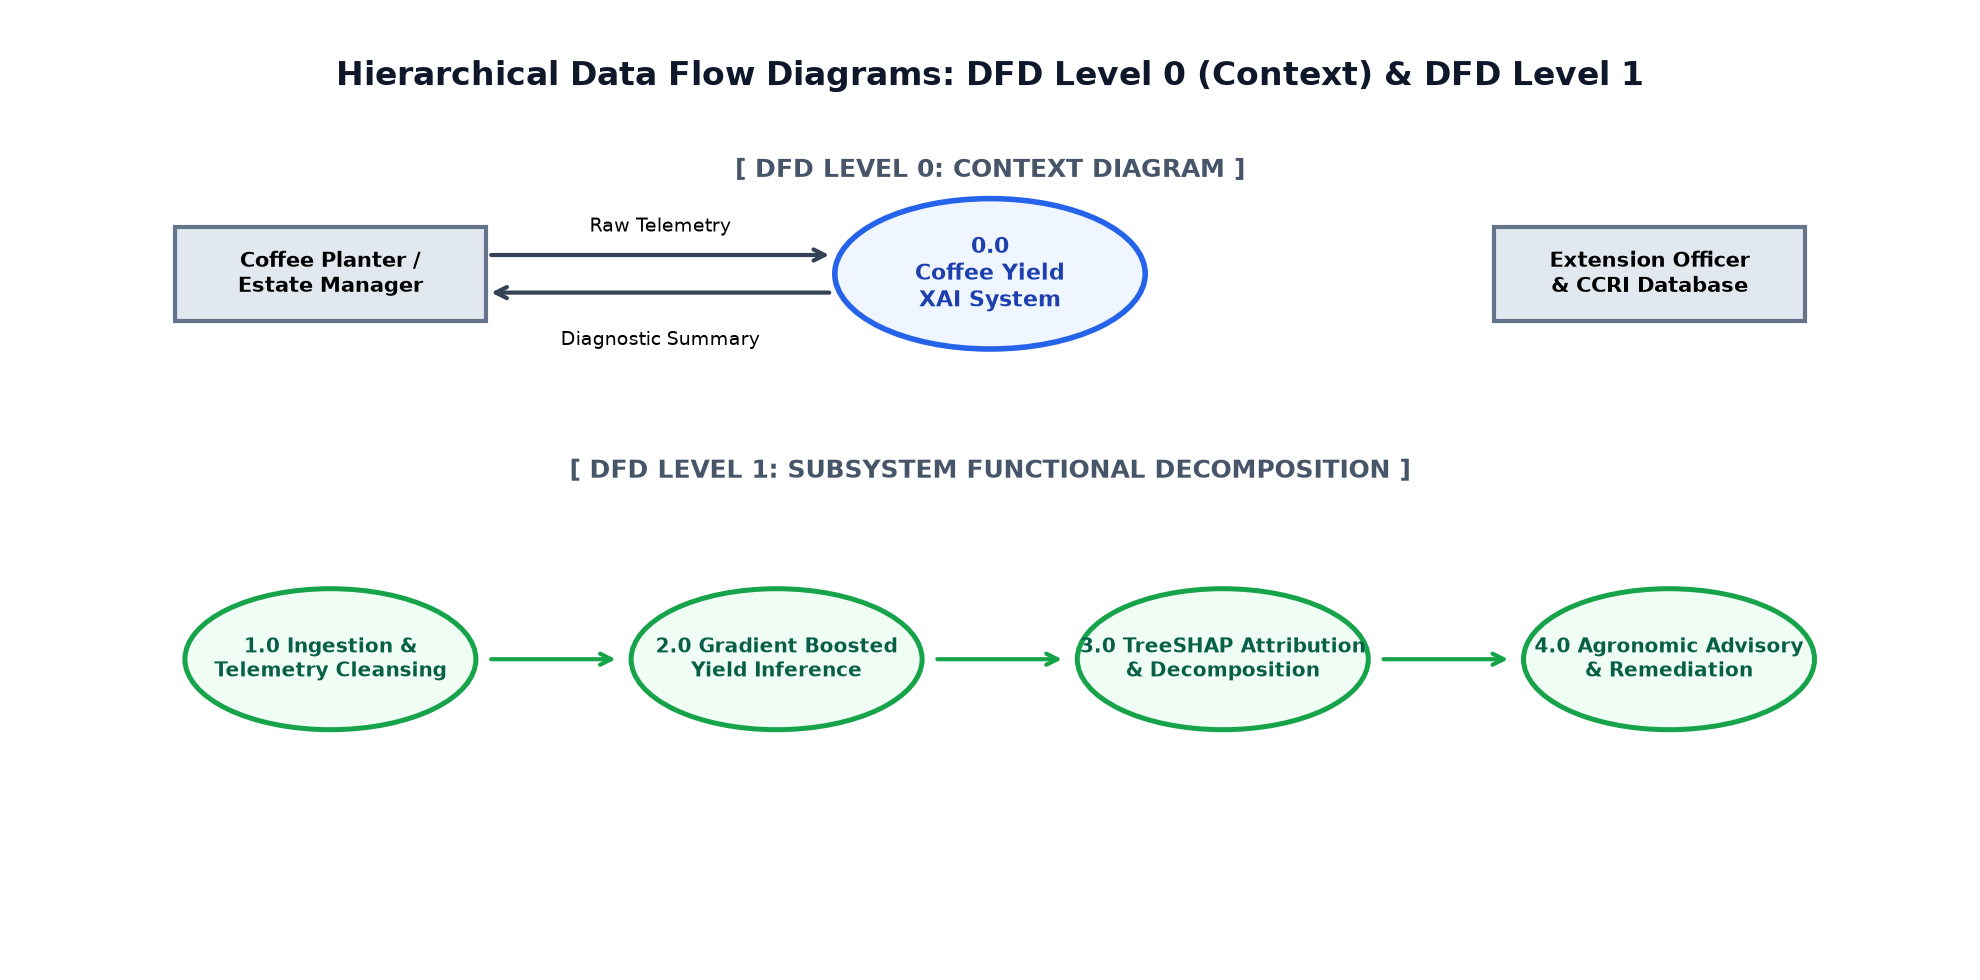 Hierarchical Data Flow Diagrams: DFD Level 0 (Context) & DFD Level 1
[ DFD LEVEL 0: CONTEXT DIAGRAM ]
Coffee Planter /
Estate Manager
Raw Telemetry
Diagnostic Summary
0.0
Coffee Yield
XAI System
Extension Officer
& CCRI Database
[ DFD LEVEL 1: SUBSYSTEM FUNCTIONAL DECOMPOSITION ]
1.0 Ingestion &
Telemetry Cleansing
2.0 Gradient Boosted
Yield Inference
3.0 TreeSHAP Attribution
& Decomposition
4.0 Agronomic Advisory
& Remediation